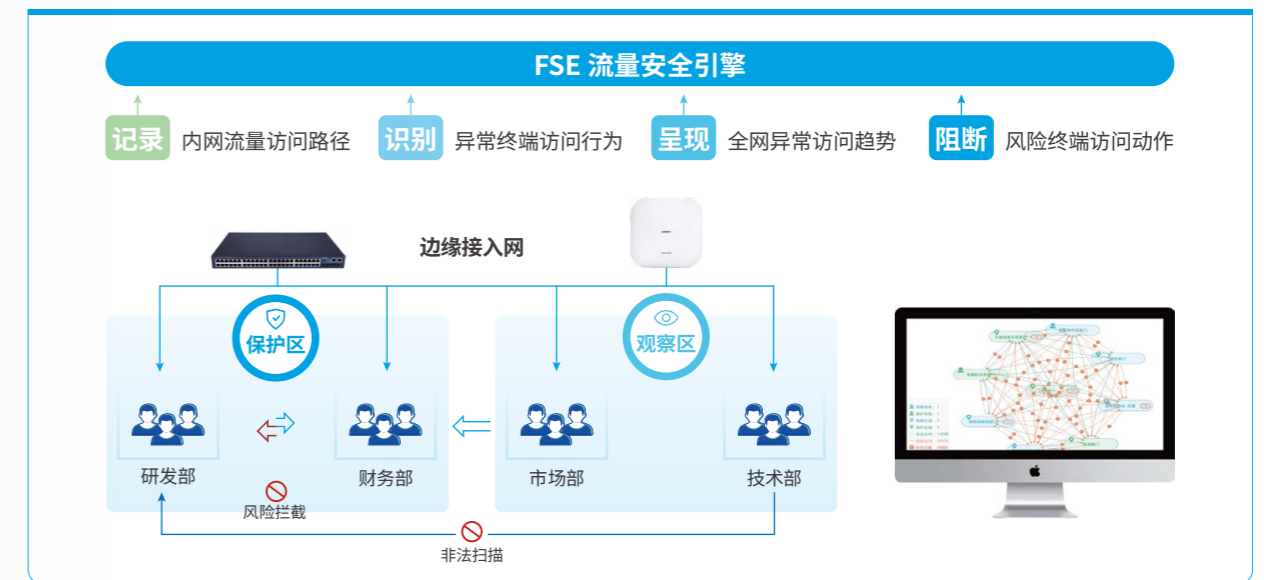 FSE 流量安全引擎
记录 内网流量访问路径
识别 异常终端访问行为
呈现 全网异常访问趋势
阻断 风险终端访问动作
边缘接入网
保护区
观察区
研发部
财务部
市场部
技术部
风险拦截
非法扫描